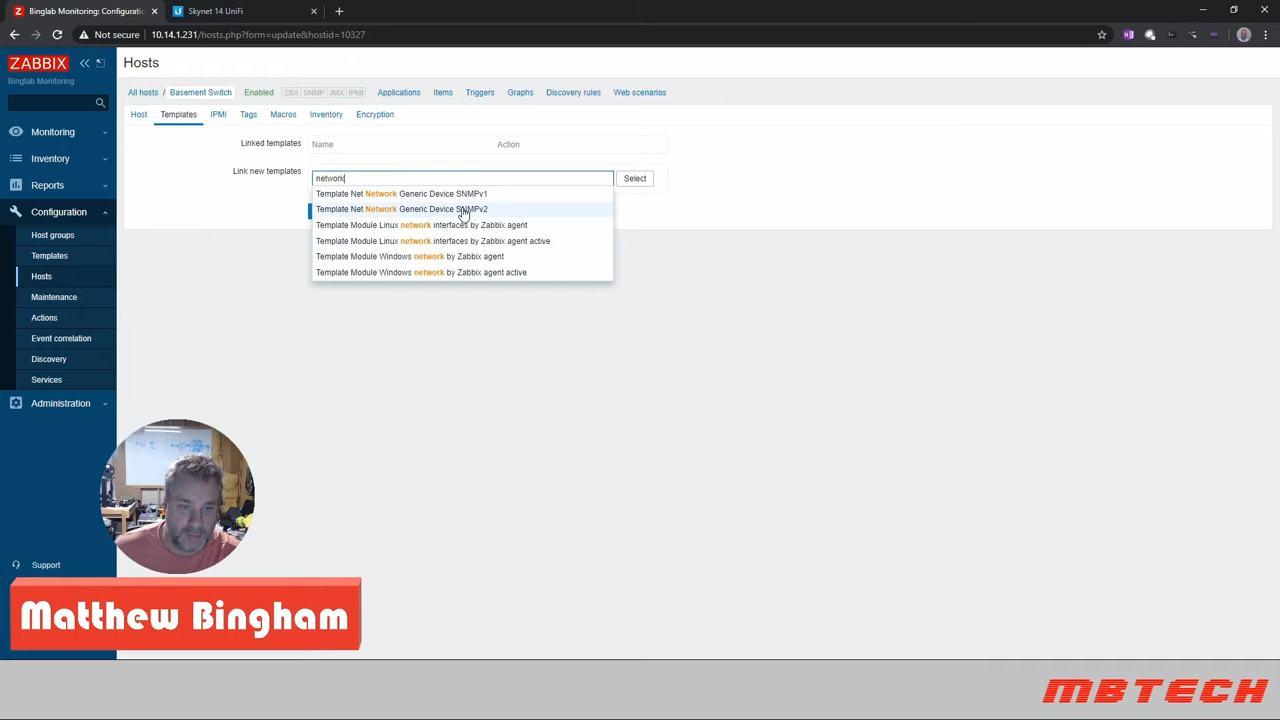 Binglab Monitoring: Configuration
Skynet 14 UniFi
Not secure
10.14.1.231/hosts.php?form=update&hostid=10327
ZABBIX
Binglab Monitoring
Monitoring
Inventory
Reports
Configuration
Host groups
Templates
Hosts
Maintenance
Actions
Event correlation
Discovery
Services
Administration
Support
Hosts
All hosts / Basement Switch Enabled ZBX SNMP JMX IPMI Applications Items Triggers Graphs Discovery rules Web scenarios
Host Templates IPMI Tags Macros Inventory Encryption
Linked templates Name Action
Link new templates network Select
Template Net Network Generic Device SNMPv1
Template Net Network Generic Device SNMPv2
Template Module Linux network interfaces by Zabbix agent
Template Module Linux network interfaces by Zabbix agent active
Template Module Windows network by Zabbix agent
Template Module Windows network by Zabbix agent active
Matthew Bingham
MBTECH